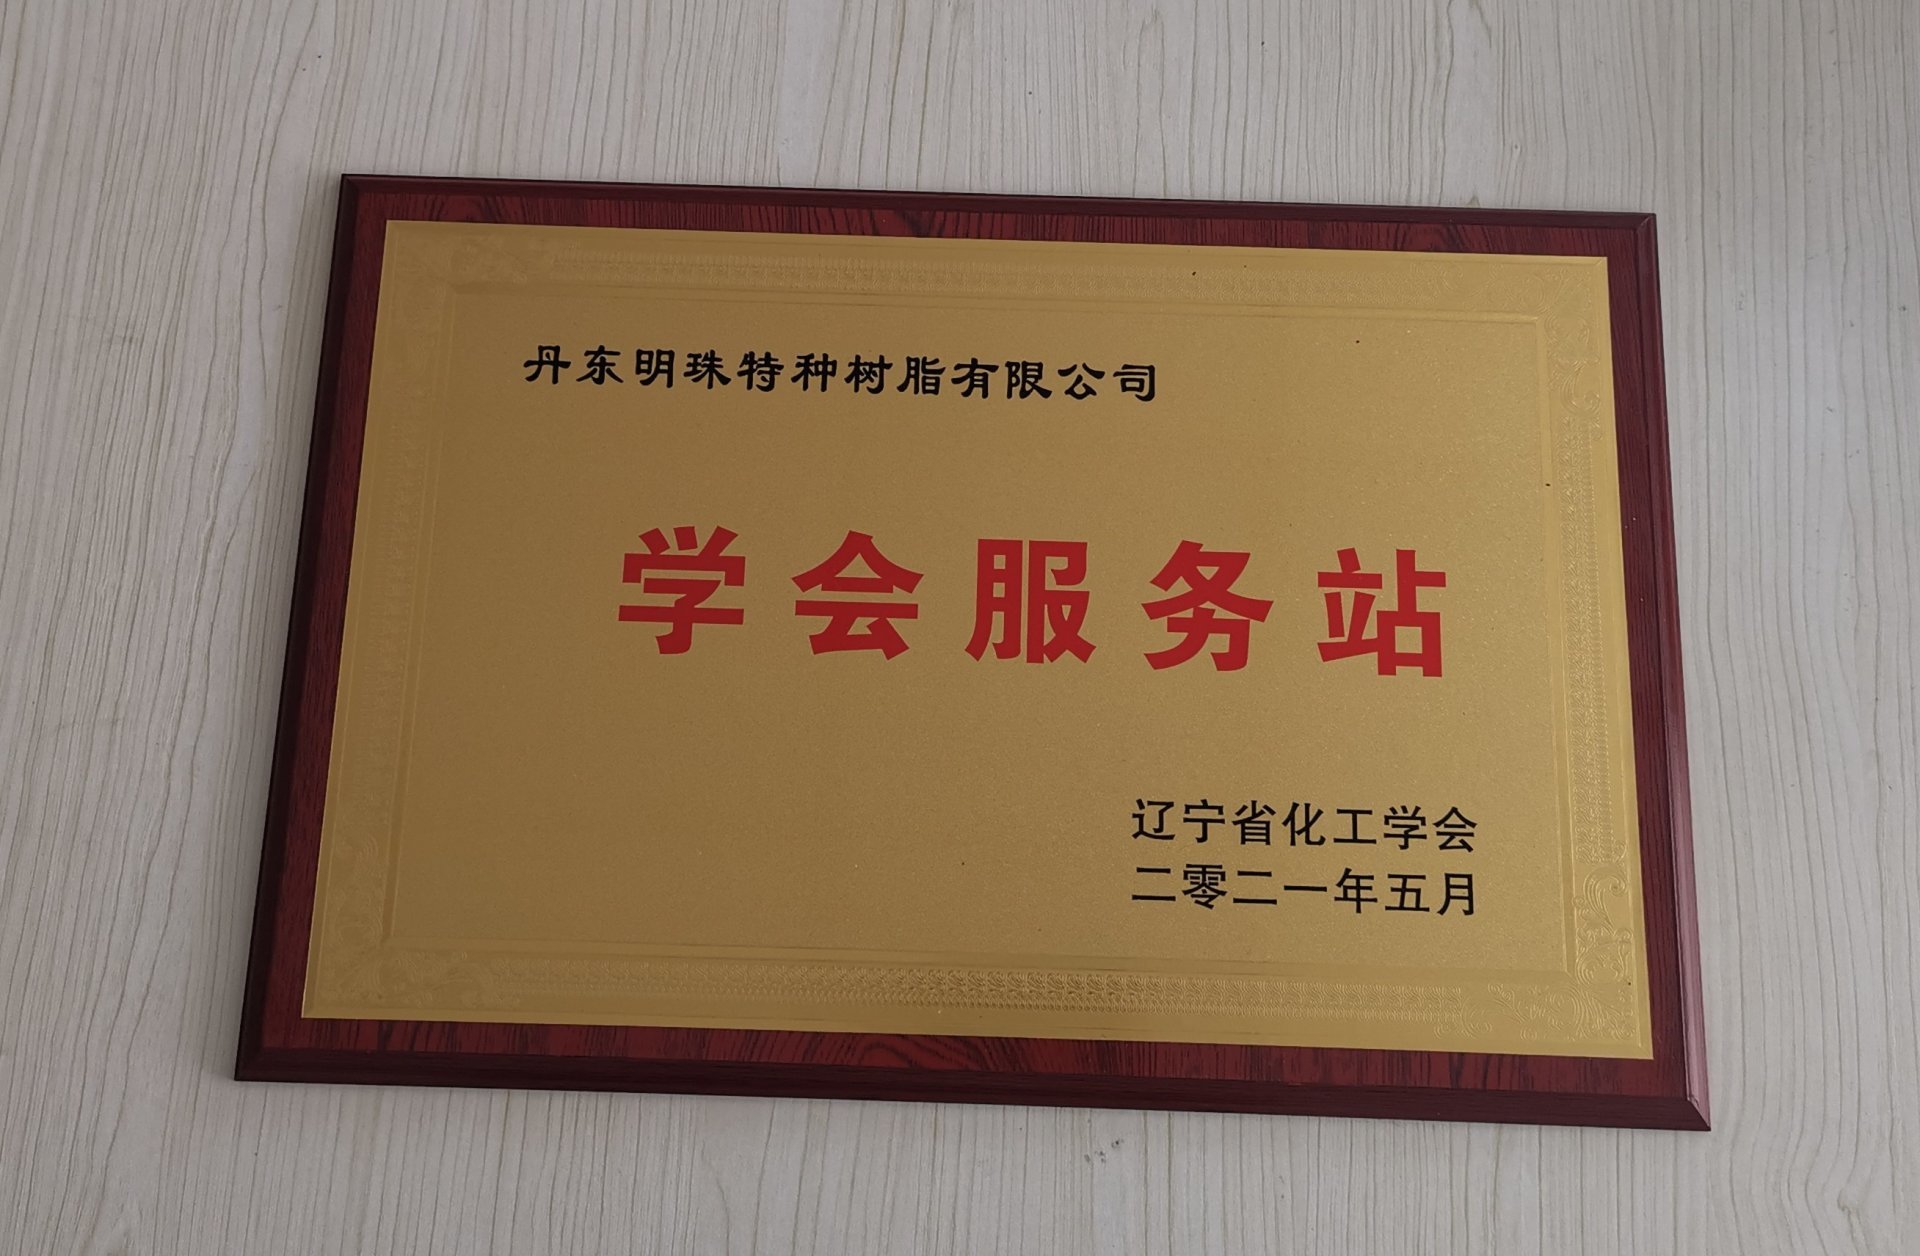 丹东明珠特种树脂有限公司
学会服务站
辽宁省化工学会
二零二一年五月